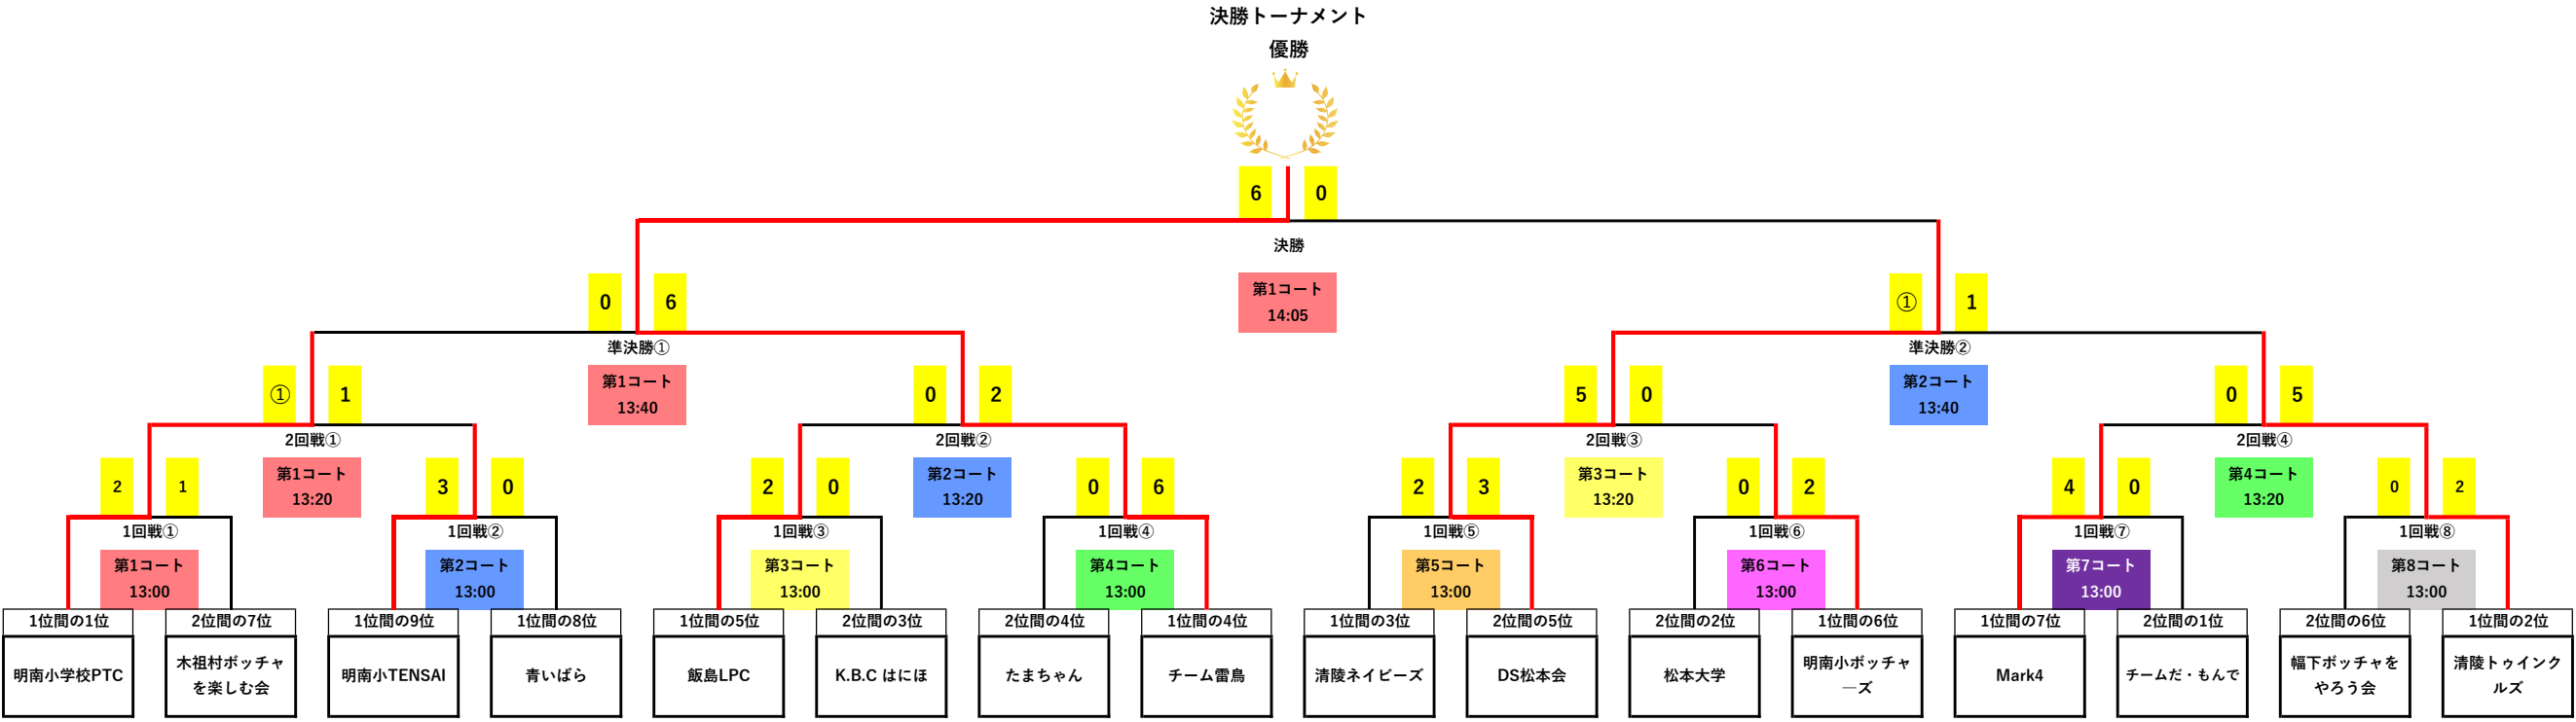 決勝トーナメント
優勝
6 0
決勝
第1コート
14:05
0 6 ① 1
準決勝① 準決勝②
第1コート 第2コート
13:40 13:40
① 1 0 2 5 0 0 5
2回戦① 2回戦② 2回戦③ 2回戦④
第1コート 第2コート 第3コート 第4コート
13:20 13:20 13:20 13:20
2 1 3 0 2 0 0 6 2 3 0 2 4 0 0 2
1回戦① 1回戦② 1回戦③ 1回戦④ 1回戦⑤ 1回戦⑥ 1回戦⑦ 1回戦⑧
第1コート 第2コート 第3コート 第4コート 第5コート 第6コート 第7コート 第8コート
13:00 13:00 13:00 13:00 13:00 13:00 13:00 13:00
1位間の1位 2位間の7位 1位間の9位 1位間の8位 1位間の5位 2位間の3位 2位間の4位 1位間の4位 1位間の3位 2位間の5位 2位間の2位 1位間の6位 1位間の7位 2位間の1位 2位間の6位 1位間の2位
明南小学校PTC
木祖村ボッチャ
を楽しむ会
明南小TENSAI
青いばら
飯島LPC
K.B.C はにほ
たまちゃん
チーム雷鳥
清陵ネイビーズ
DS松本会
松本大学
明南小ボッチャ
―ズ
Mark4
チームだ・もんで
幅下ボッチャを
やろう会
清陵トゥインク
ルズ